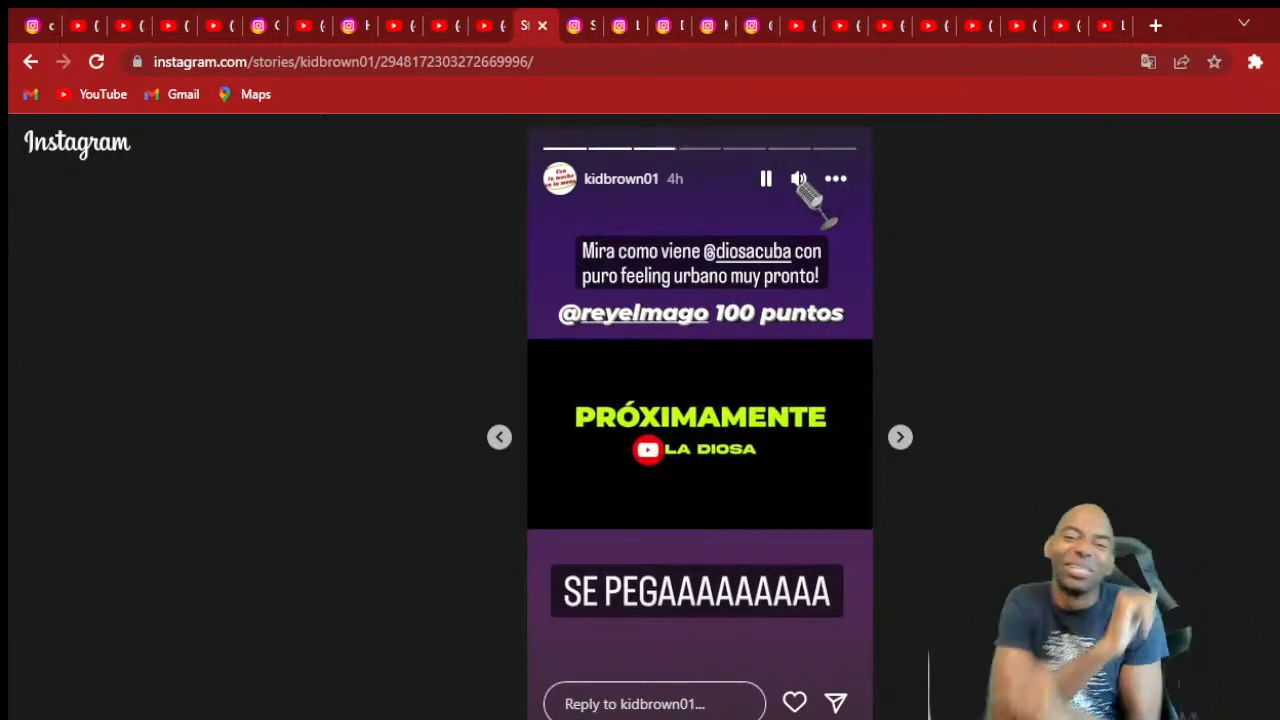 instagram.com/stories/kidbrown01/2948172303272669996/
YouTube
Gmail
Maps
Instagram
kidbrown01 4h
Mira como viene @diosacuba con
puro feeling urbano muy pronto!
@reyelmago 100 puntos
PRÓXIMAMENTE
LA DIOSA
SE PEGAAAAAAAAA
Reply to kidbrown01...